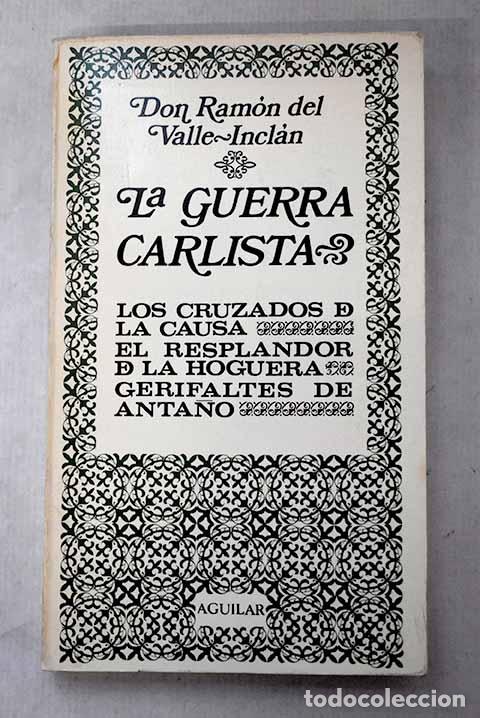 Don Ramón del
Valle~Inclán
La GUERRA
CARLISTA
LOS CRUZADOS DE
LA CAUSA
EL RESPLANDOR
DE LA HOGUERA
GERIFALTES DE
ANTAÑO
AGUILAR
todocoleccion